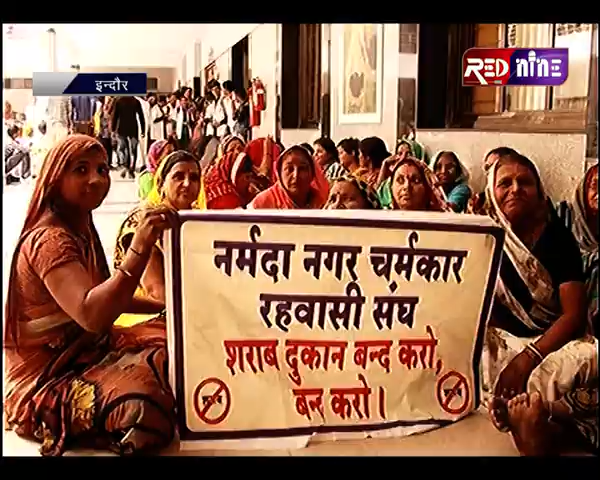 इन्दौर
RED NINE
नर्मदा नगर चर्मकार
रहवासी संघ
शराब दुकान बन्द करो,
बन्द करो।